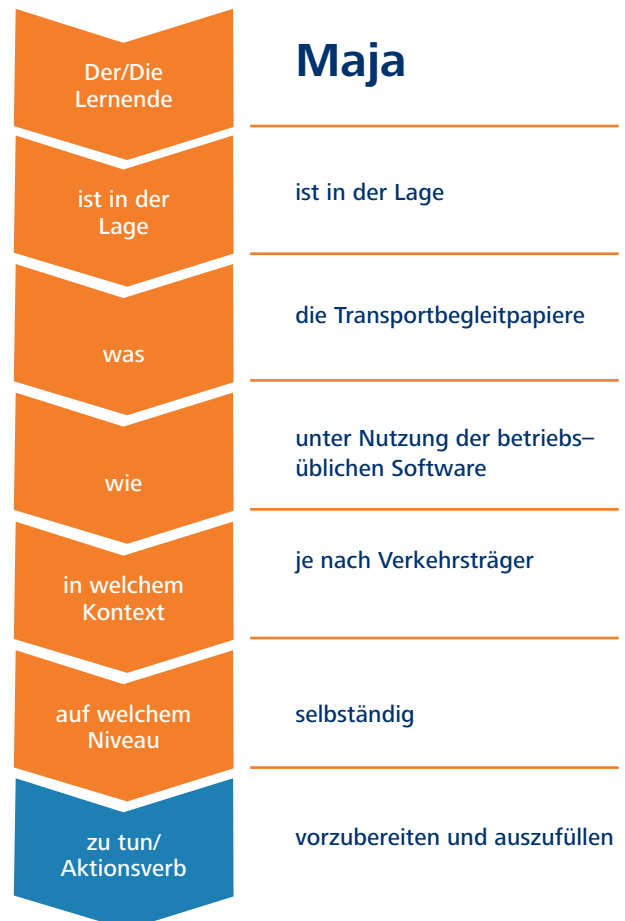 Der/Die
Lernende
Maja
ist in der
Lage
ist in der Lage
was
die Transportbegleitpapiere
wie
unter Nutzung der betriebs–
üblichen Software
in welchem
Kontext
je nach Verkehrsträger
auf welchem
Niveau
selbständig
zu tun/
Aktionsverb
vorzubereiten und auszufüllen